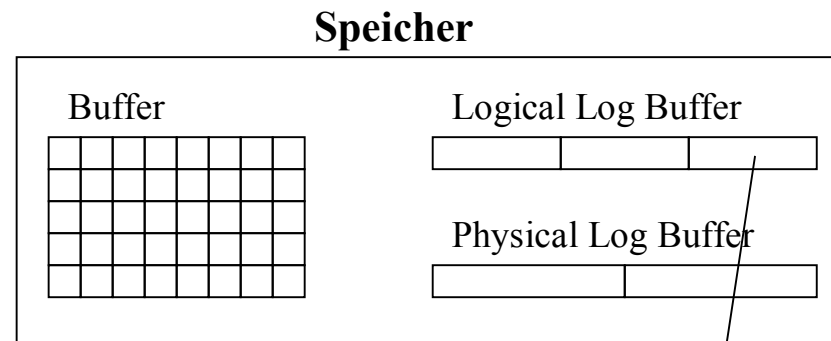 Speicher
Buffer
Logical Log Buffer
Physical Log Buffer